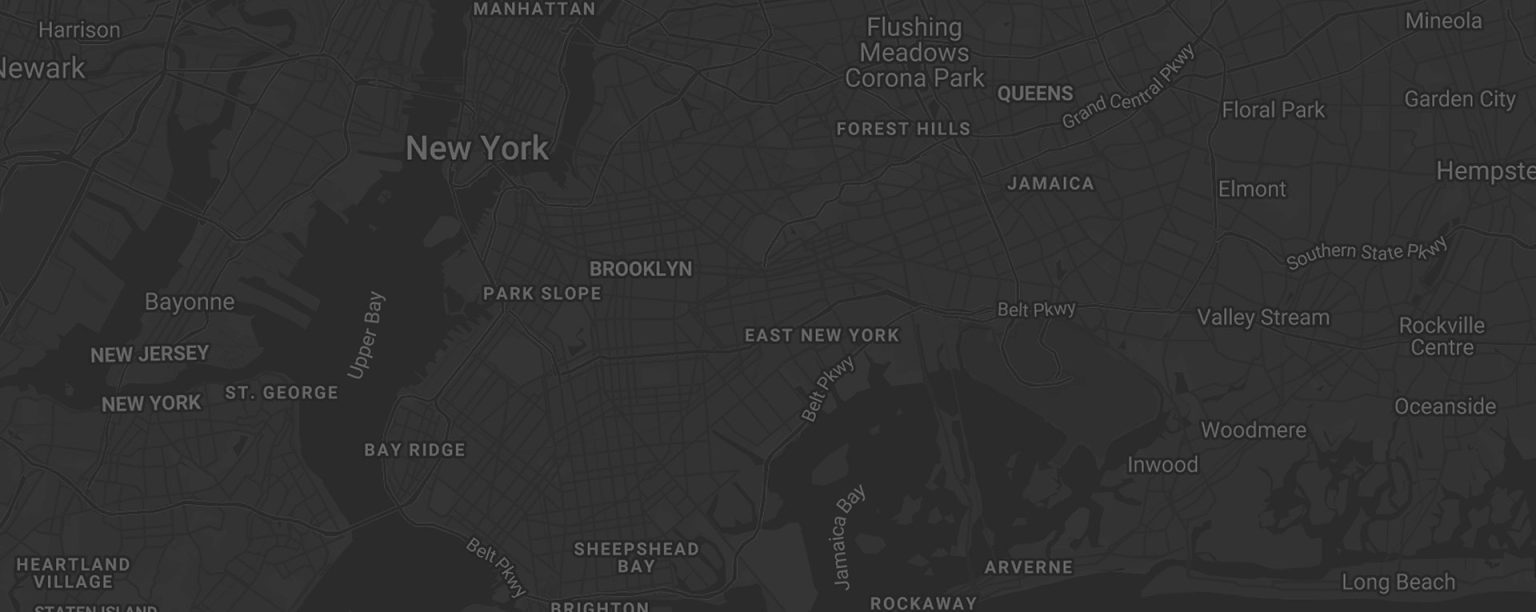 MANHATTAN
Harrison
Newark
Flushing
Meadows
Corona Park
Mineola
QUEENS
Grand Central Pkwy
Floral Park
Garden City
FOREST HILLS
New York
JAMAICA
Hempste
Elmont
Southern State Pkwy
BROOKLYN
PARK SLOPE
Bayonne
Upper Bay
Belt Pkwy
Valley Stream
Rockville
Centre
EAST NEW YORK
NEW JERSEY
NEW YORK
ST. GEORGE
Belt Pkwy
Oceanside
Woodmere
BAY RIDGE
Inwood
Jamaica Bay
SHEEPSHEAD
BAY
Belt Pkwy
HEARTLAND
VILLAGE
ARVERNE
Long Beach
ROCKAWAY
BRIGHTON
STATEN ISLAND